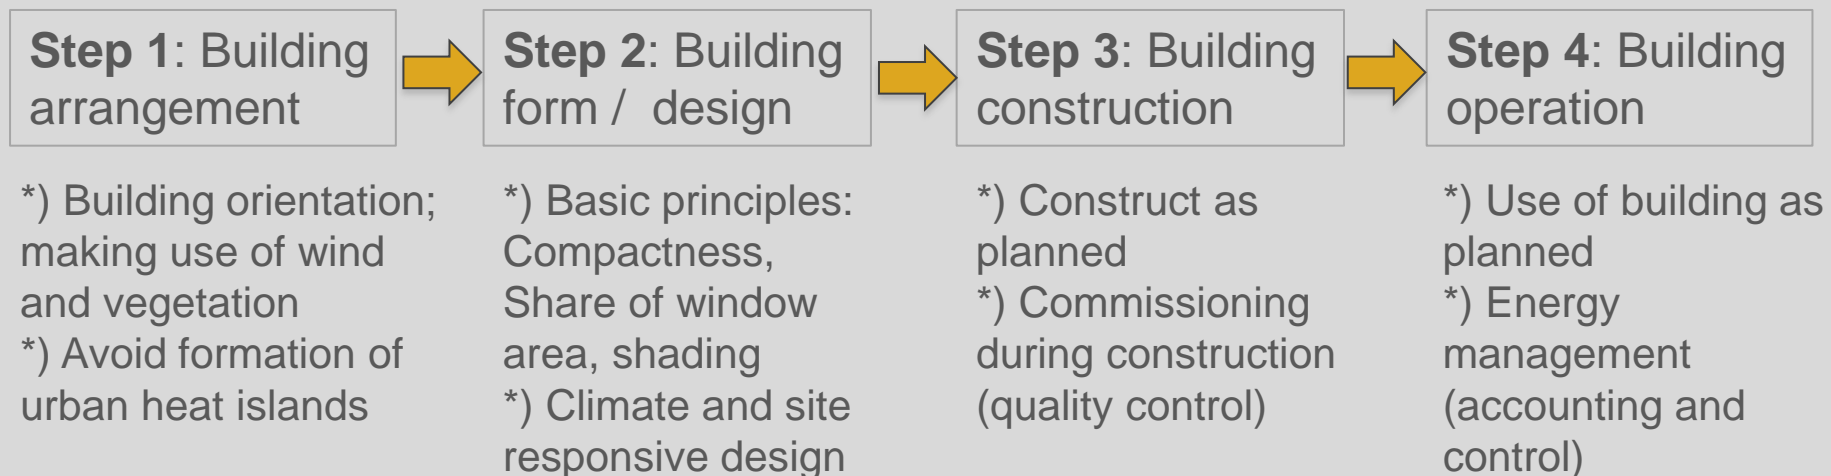 Step 1: Building
arrangement
Step 2: Building
form / design
Step 3: Building
construction
Step 4: Building
operation
*) Building orientation;
making use of wind
and vegetation
*) Avoid formation of
urban heat islands
*) Basic principles:
Compactness,
Share of window
area, shading
*) Climate and site
responsive design
*) Construct as
planned
*) Commissioning
during construction
(quality control)
*) Use of building as
planned
*) Energy
management
(accounting and
control)